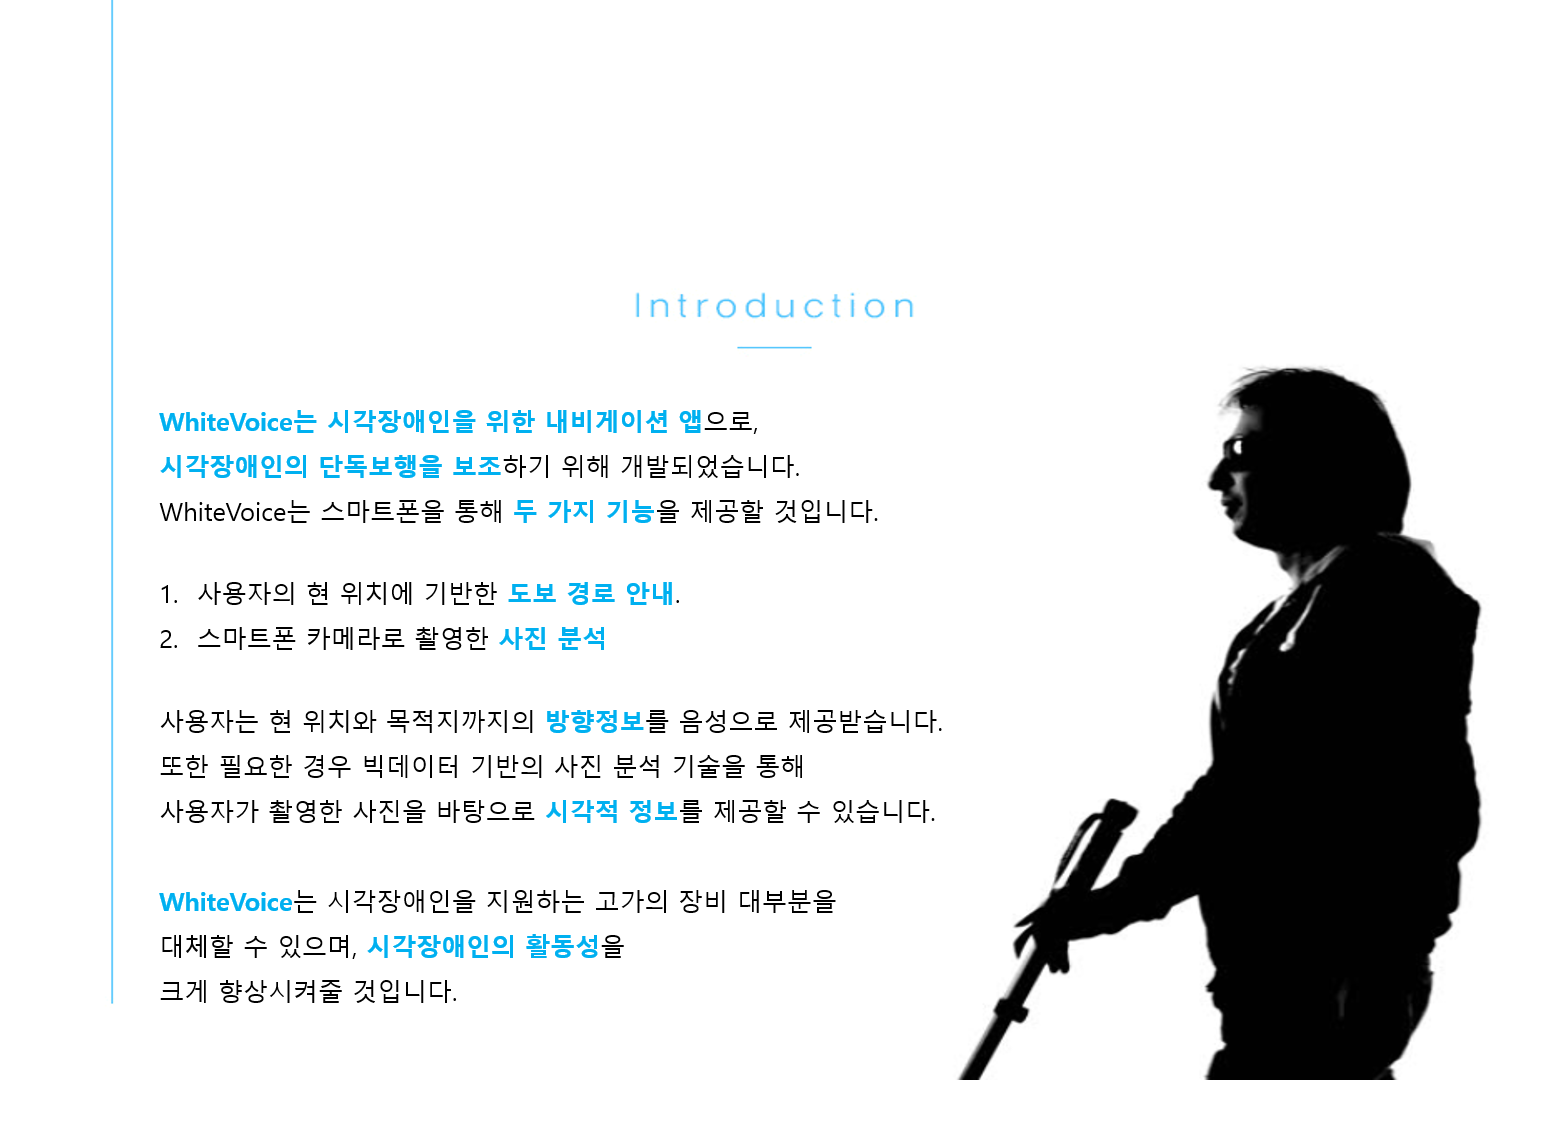 Introduction
WhiteVoice는 시각장애인을 위한 내비게이션 앱으로,
시각장애인의 단독보행을 보조하기 위해 개발되었습니다.
WhiteVoice는 스마트폰을 통해 두 가지 기능을 제공할 것입니다.
1. 사용자의 현 위치에 기반한 도보 경로 안내.
2. 스마트폰 카메라로 촬영한 사진 분석
사용자는 현 위치와 목적지까지의 방향정보를 음성으로 제공받습니다.
또한 필요한 경우 빅데이터 기반의 사진 분석 기술을 통해
사용자가 촬영한 사진을 바탕으로 시각적 정보를 제공할 수 있습니다.
WhiteVoice는 시각장애인을 지원하는 고가의 장비 대부분을
대체할 수 있으며, 시각장애인의 활동성을
크게 향상시켜줄 것입니다.